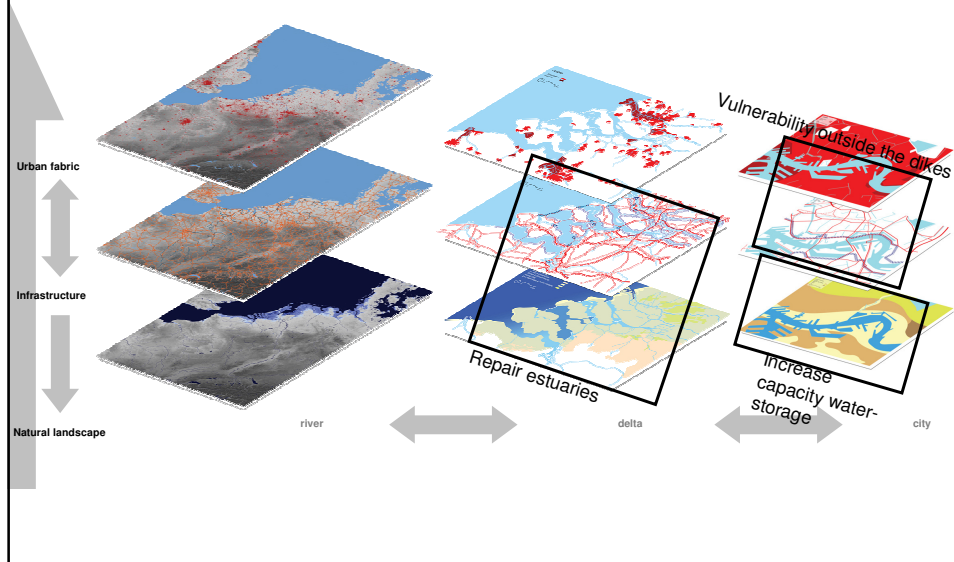 Vulnerability outside the dikes
Urban fabric
Infrastructure
Repair estuaries
Increase
capacity water-
storage
Natural landscape
river
delta
city